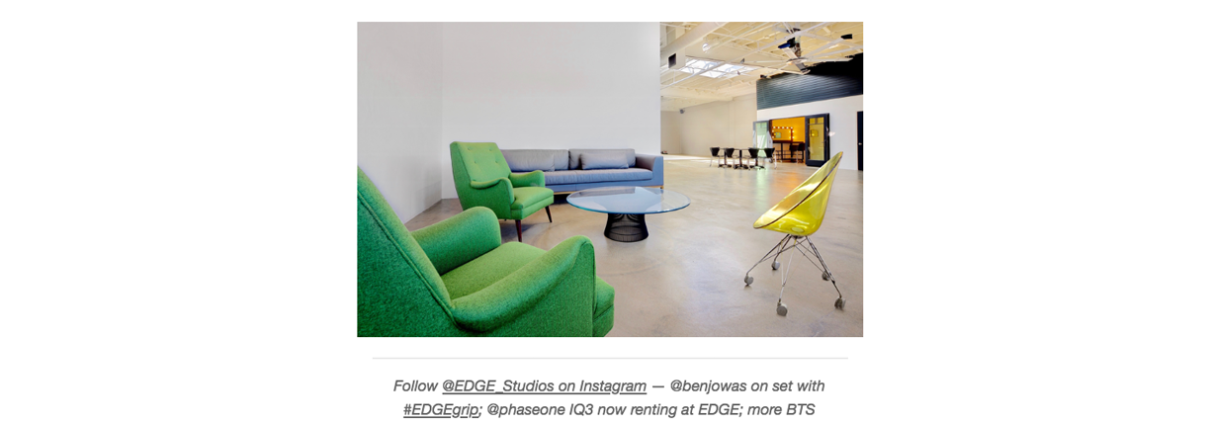 Follow @EDGE_Studios on Instagram — @benjowas on set with
#EDGEgrip; @phaseone IQ3 now renting at EDGE; more BTS